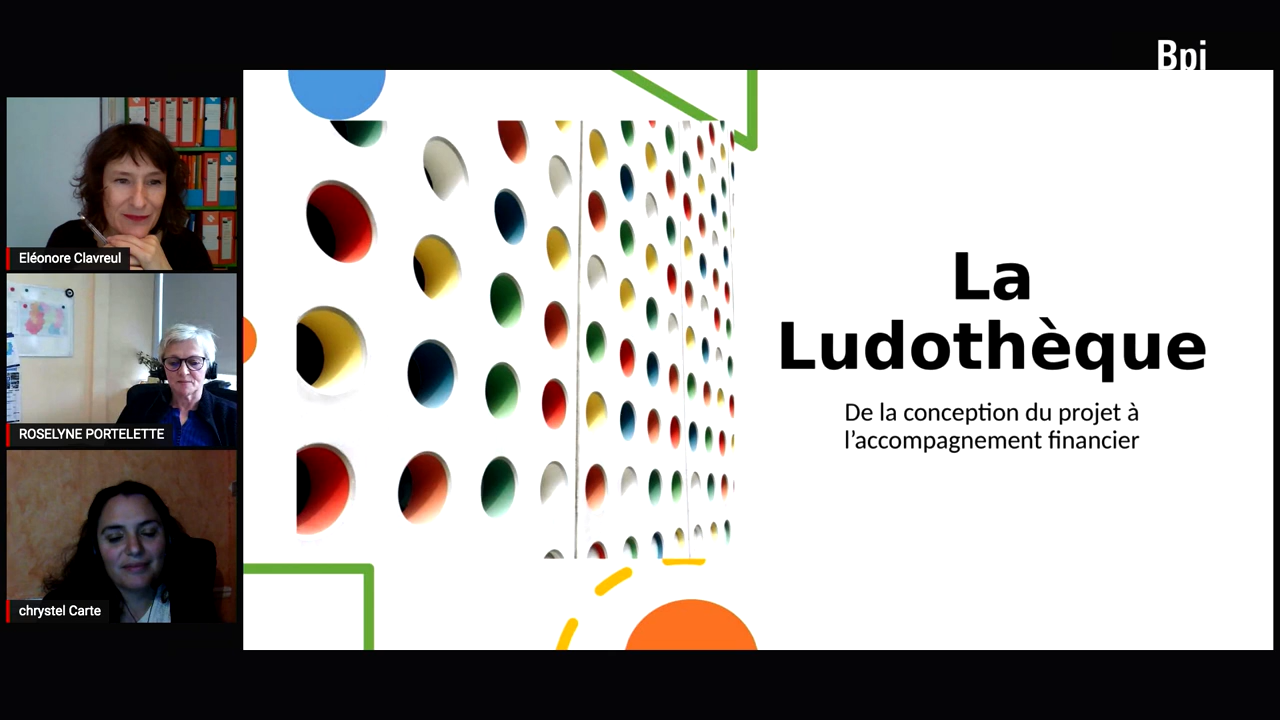 Bpi
Eléonore Clavreul
ROSELYNE PORTELETTE
chrystel Carte
La
Ludothèque
De la conception du projet à
l'accompagnement financier